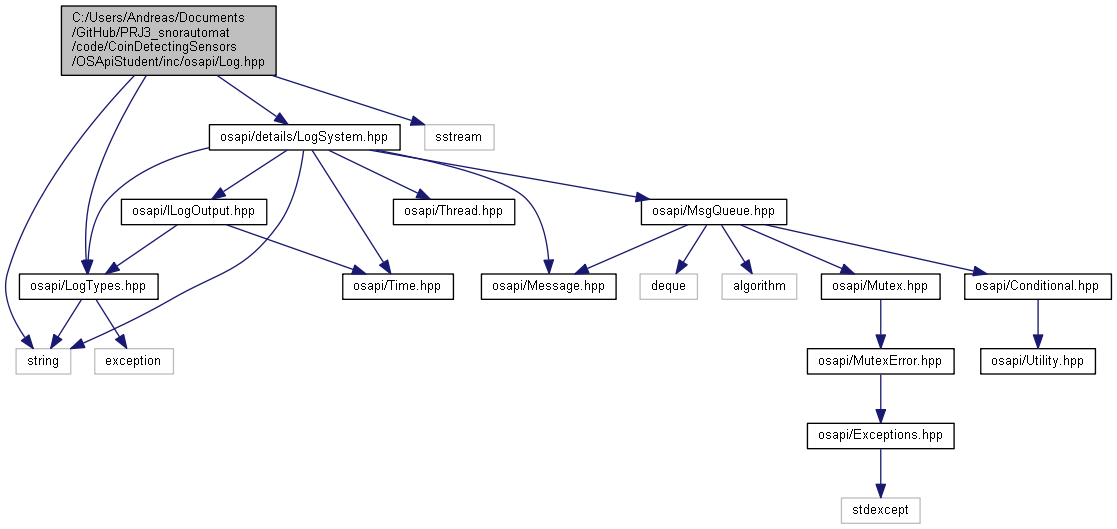 C:/Users/Andreas/Documents
/GitHub/PRJ3_snorautomat
/code/CoinDetectingSensors
/OSApiStudent/inc/osapi/Log.hpp
osapi/details/LogSystem.hpp
sstream
osapi/ILogOutput.hpp
osapi/Thread.hpp
osapi/MsgQueue.hpp
osapi/LogTypes.hpp
osapi/Time.hpp
osapi/Message.hpp
deque
algorithm
osapi/Mutex.hpp
osapi/Conditional.hpp
string
exception
osapi/MutexError.hpp
osapi/Utility.hpp
osapi/Exceptions.hpp
stdexcept